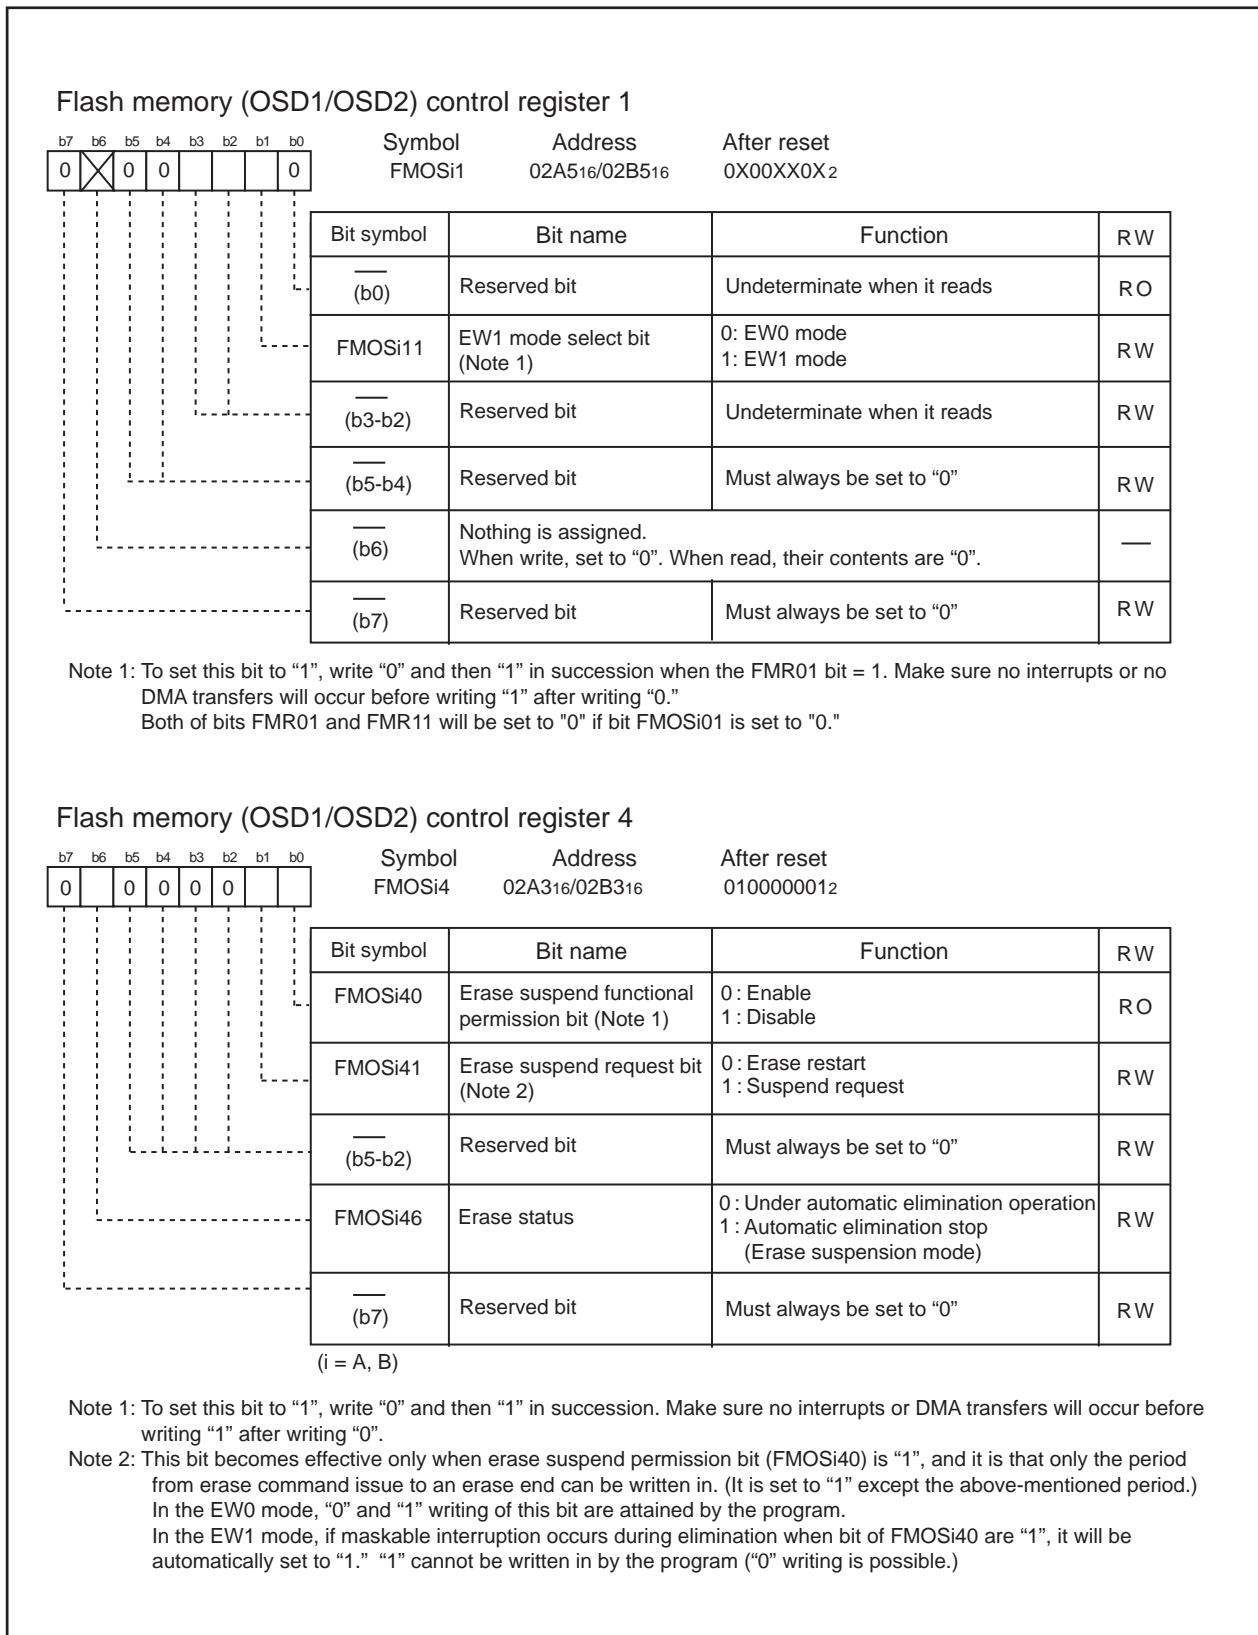 Flash memory (OSD1/OSD2) control register 1
b7 b6 b5 b4 b3 b2 b1 b0
0 0 0 0
Symbol Address After reset
FMOSi1 02A516/02B516 0X00XX0X2
Bit symbol Bit name Function RW
(b0) Reserved bit Undeterminate when it reads RO
FMOSi11 EW1 mode select bit (Note 1) 0: EW0 mode
1: EW1 mode RW
(b3-b2) Reserved bit Undeterminate when it reads RW
(b5-b4) Reserved bit Must always be set to “0” RW
(b6) Nothing is assigned.
When write, set to “0”. When read, their contents are “0”.
(b7) Reserved bit Must always be set to “0” RW
Note 1: To set this bit to “1”, write “0” and then “1” in succession when the FMR01 bit = 1. Make sure no interrupts or no
DMA transfers will occur before writing “1” after writing “0.”
Both of bits FMR01 and FMR11 will be set to "0" if bit FMOSi01 is set to "0."
Flash memory (OSD1/OSD2) control register 4
b7 b6 b5 b4 b3 b2 b1 b0
0 0 0 0 0
Symbol Address After reset
FMOSi4 02A316/02B316 0100000012
Bit symbol Bit name Function RW
FMOSi40 Erase suspend functional permission bit (Note 1) 0 : Enable
1 : Disable RO
FMOSi41 Erase suspend request bit (Note 2) 0 : Erase restart
1 : Suspend request RW
(b5-b2) Reserved bit Must always be set to “0” RW
FMOSi46 Erase status 0 : Under automatic elimination operation
1 : Automatic elimination stop
(Erase suspension mode) RW
(b7) Reserved bit Must always be set to “0” RW
(i = A, B)
Note 1: To set this bit to “1”, write “0” and then “1” in succession. Make sure no interrupts or DMA transfers will occur before
writing “1” after writing “0”.
Note 2: This bit becomes effective only when erase suspend permission bit (FMOSi40) is “1”, and it is that only the period
from erase command issue to an erase end can be written in. (It is set to “1” except the above-mentioned period.)
In the EW0 mode, “0” and “1” writing of this bit are attained by the program.
In the EW1 mode, if maskable interruption occurs during elimination when bit of FMOSi40 are “1”, it will be
automatically set to “1.” “1” cannot be written in by the program (“0” writing is possible.)